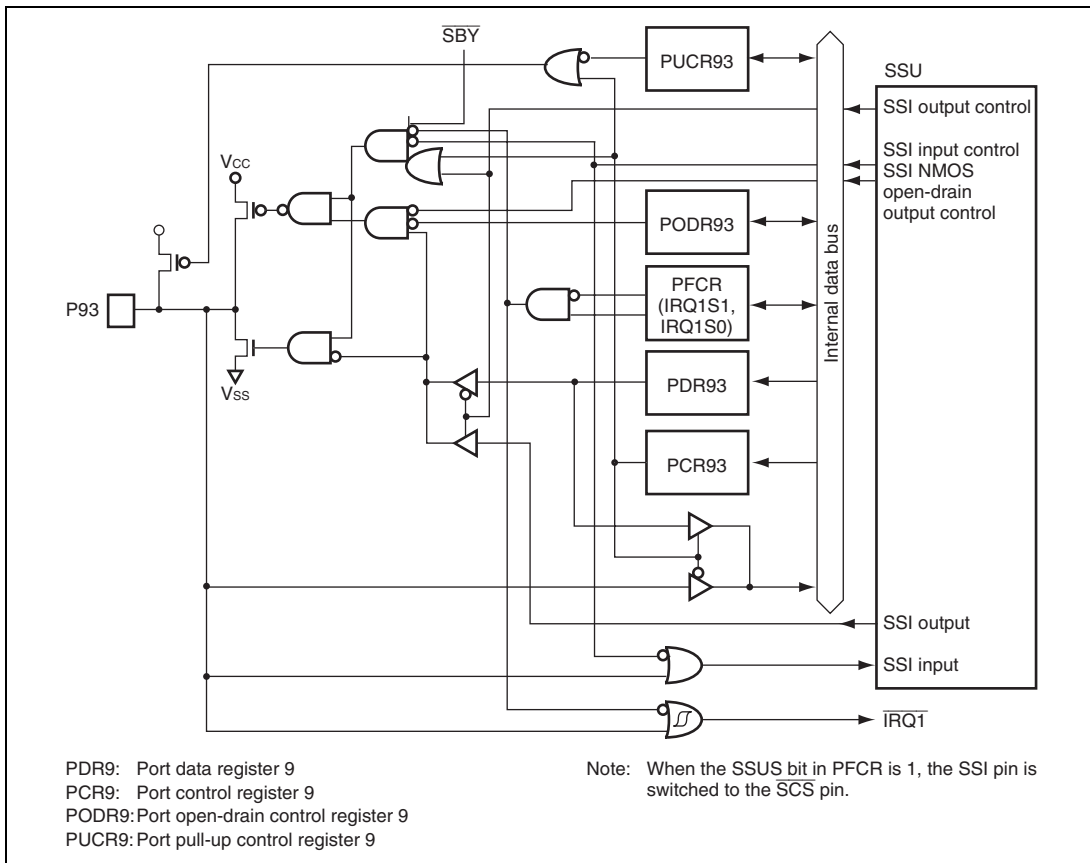 SBY
PUCR93
SSU
SSI output control
SSI input control
SSI NMOS
open-drain
output control
VCC
PODR93
PFCR
(IRQ1S1,
IRQ1S0)
Internal data bus
P93
PDR93
VSS
PCR93
SSI output
SSI input
IRQ1
PDR9: Port data register 9
PCR9: Port control register 9
PODR9:Port open-drain control register 9
PUCR9:Port pull-up control register 9
Note: When the SSUS bit in PFCR is 1, the SSI pin is
switched to the SCS pin.